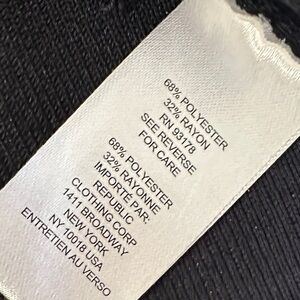 68% POLYESTER
32% RAYON
RN 93178
SEE REVERSE
FOR CARE
68% POLYESTER
32% RAYONNE
IMPORTE PAR:
REPUBLIC
CLOTHING CORP
1411 BROADWAY
NEW YORK
NY 10018 USA
ENTRETIEN AU VERSO